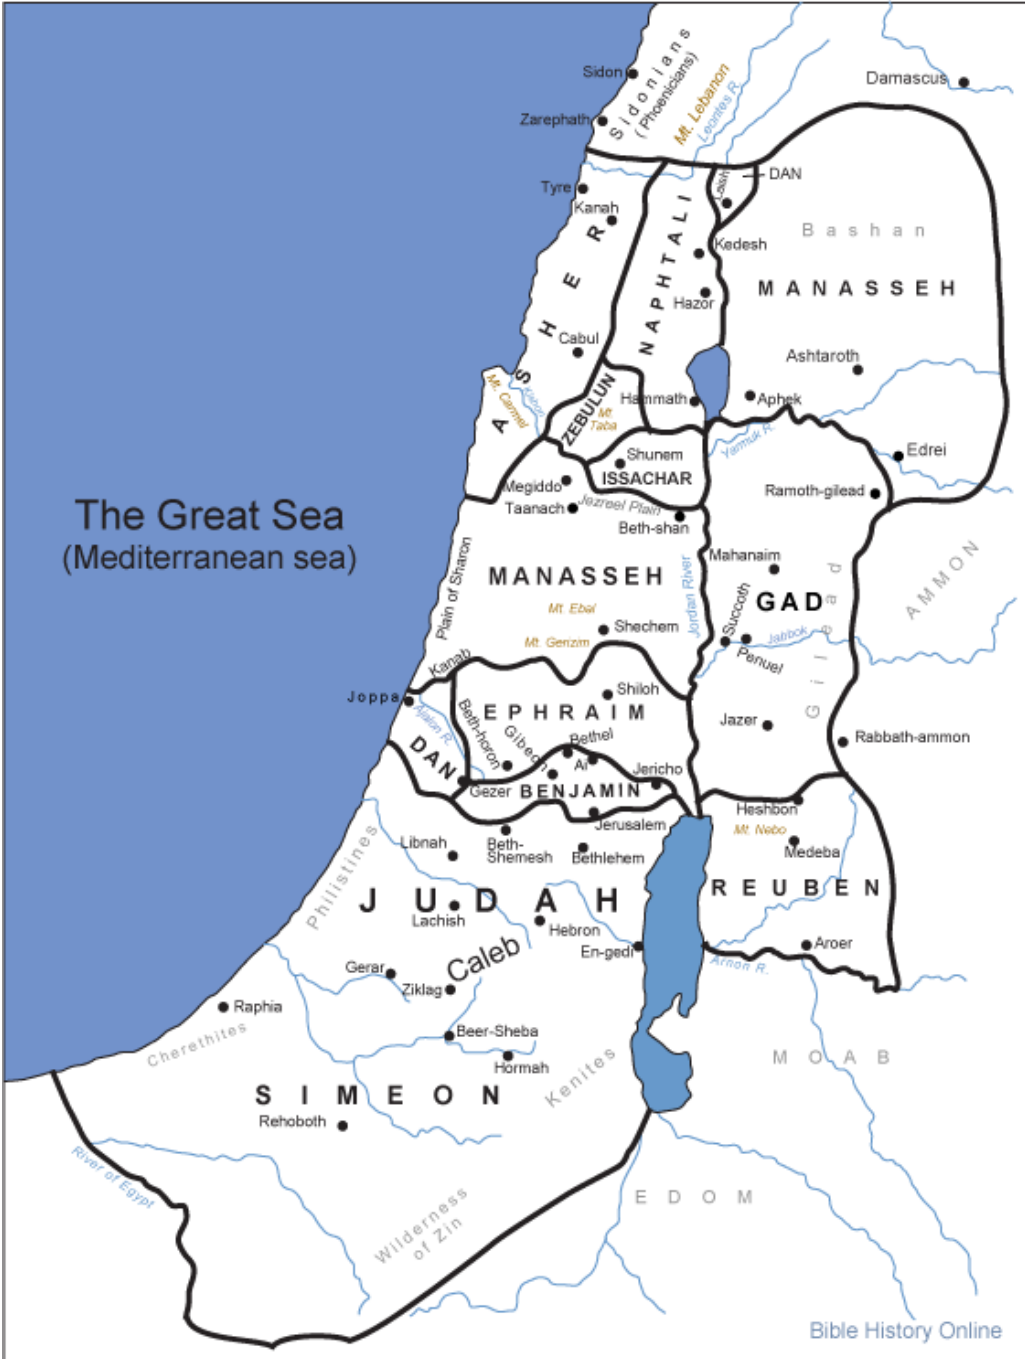 Sidonians
(Phoenicians)
Mt. Lebanon
Leontes R.
Sidon
Damascus
Zarephath
Tyre
Kanah
Laish
DAN
Bashan
Kedesh
MANASSEH
ASHER
NAPHTALI
Hazor
Cabul
Ashtaroth
Mt. Carmel
Kishon
ZEBULUN
Mt.
Taba
Hammath
Aphek
Yarmuk R.
Edrei
Shunem
ISSACHAR
Megiddo
Ramoth-gilead
Taanach
Jezreel Plain
Beth-shan
The Great Sea
(Mediterranean sea)
Plain of Sharon
MANASSEH
Mahanaim
AMMON
Jordan River
GAD
Gilead
Mt. Ebal
Shechem
Succoth
Jabbok
Mt. Gerizim
Penuel
Kanab
Joppa
Ajalon R.
Shiloh
EPHRAIM
Jazer
Beth-horon
Gibeon
Bethel
Rabbath-ammon
DAN
Ai
Jericho
Gezer
BENJAMIN
Heshbon
Jerusalem
Mt. Nebo
Philistines
Libnah
Beth-
Shemesh
Bethlehem
Medeba
JUDAH
REUBEN
Lachish
Hebron
Caleb
En-gedi
Aroer
Arnon R.
Gerar
Ziklag
Raphia
Cherethites
Beer-Sheba
Hormah
Kenites
MOAB
SIMEON
Rehoboth
River of Egypt
Wilderness
of Zin
EDOM
Bible History Online